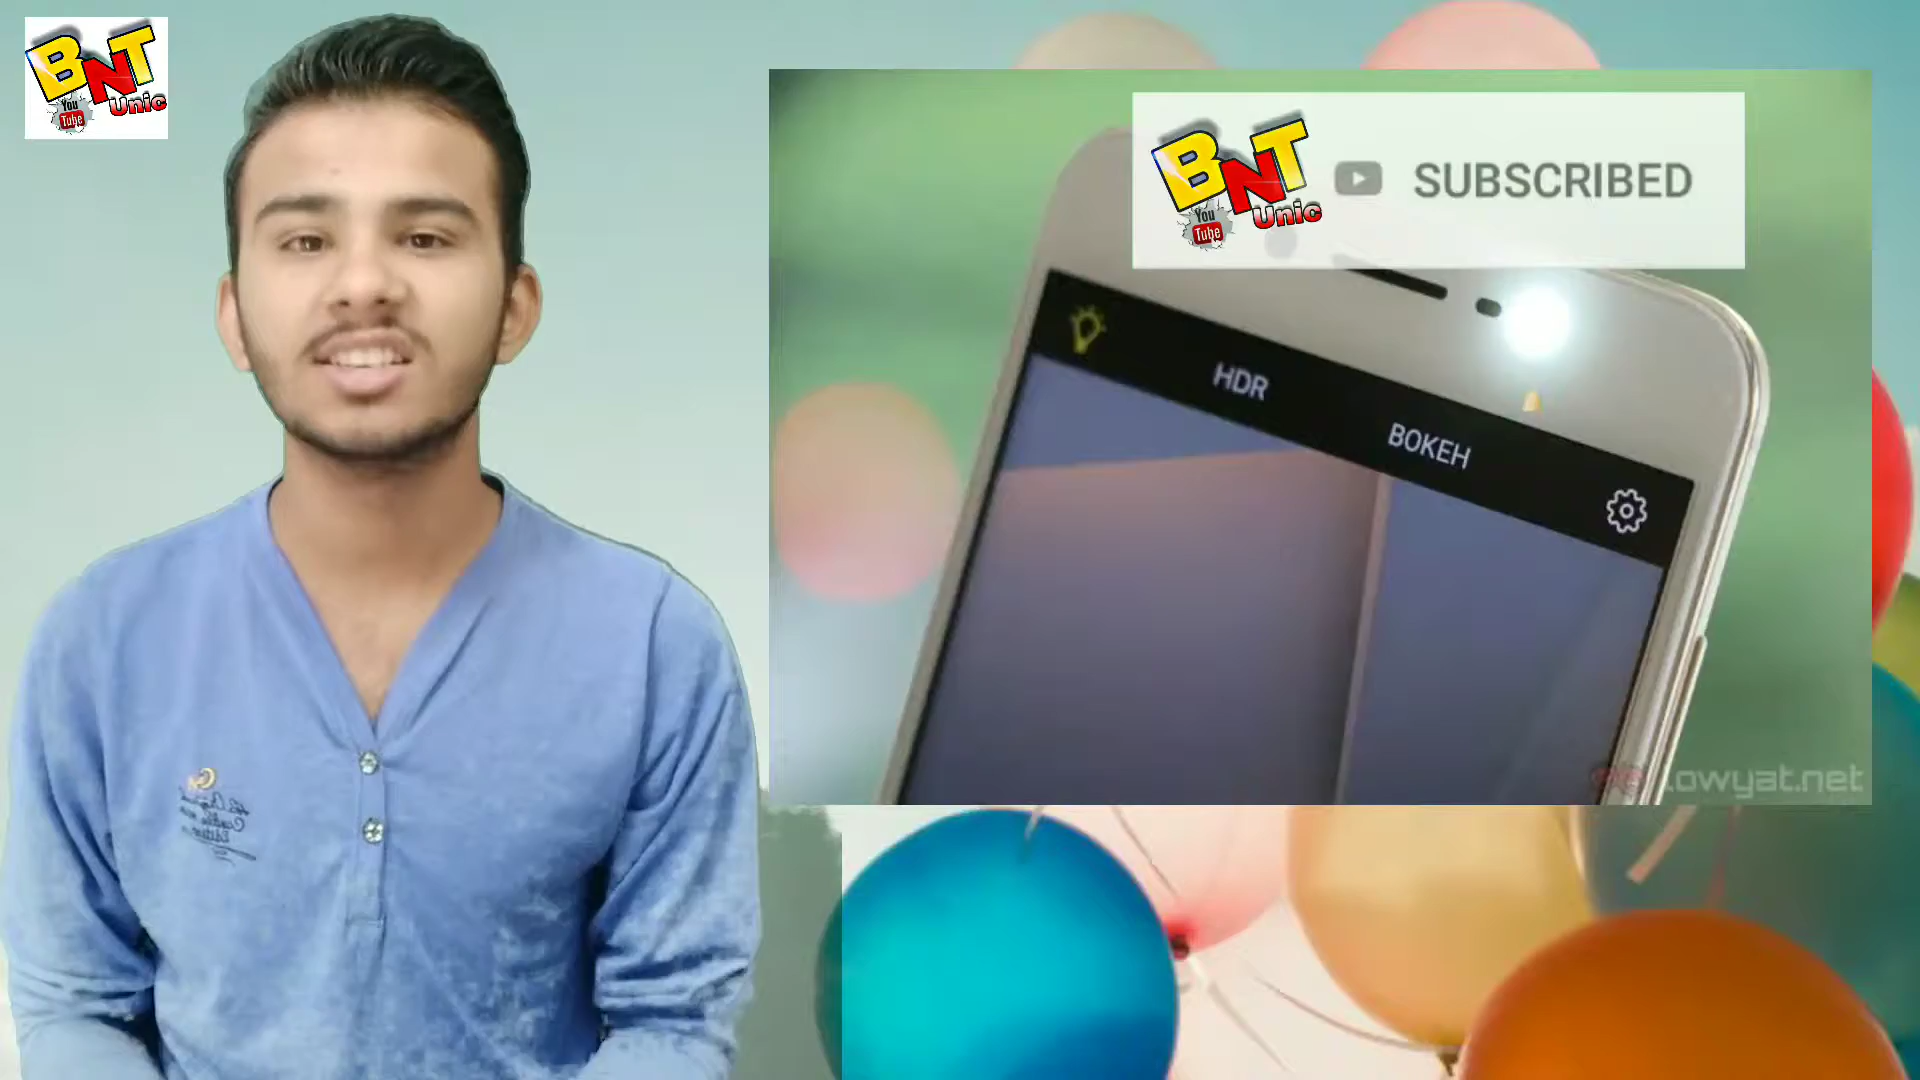 BNT
You
Tube
Unic
BNT
You
Tube
Unic
SUBSCRIBED
HDR
BOKEH
lowyat.net